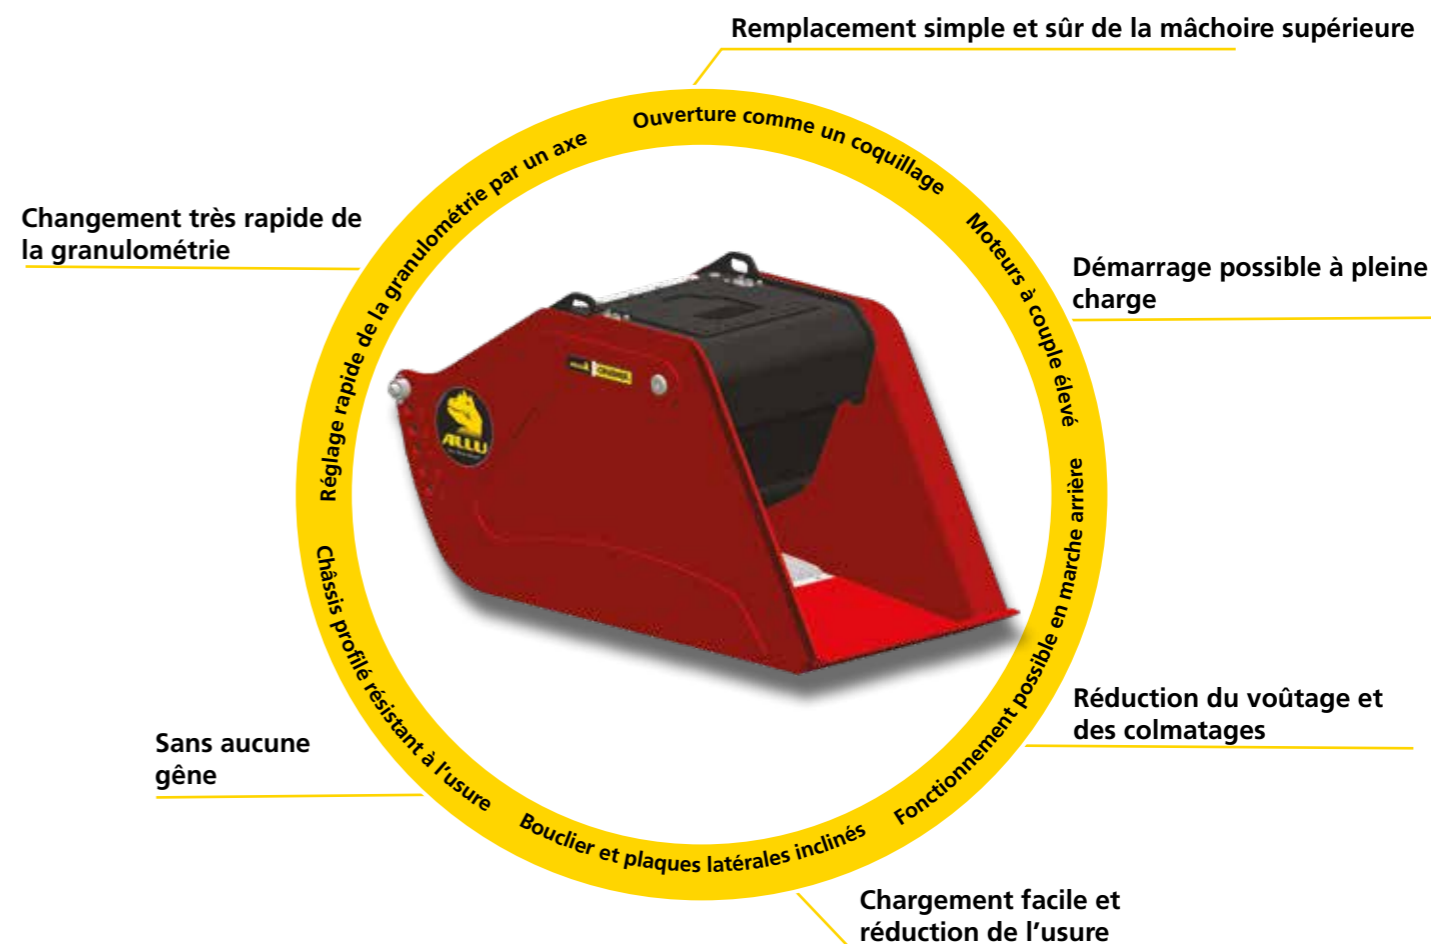 Remplacement simple et sûr de la mâchoire supérieure
Ouverture comme un coquillage
Moteurs à couple élevé
Démarrage possible à pleine
charge
Fonctionnement possible en marche arrière
Réduction du voûtage et
des colmatages
Bouclier et plaques latérales inclinés
Chargement facile et
réduction de l’usure
Châssis profilé résistant à l’usure
Sans aucune
gêne
Réglage rapide de la granulométrie par un axe
Changement très rapide de
la granulométrie
ALLU
CRUSHER